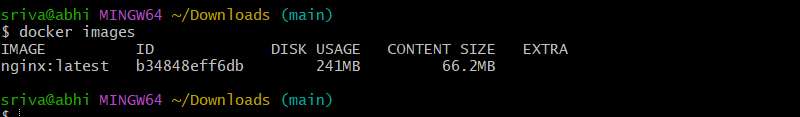 sriva@abhi MINGW64 ~/Downloads (main)
$ docker images
IMAGE          ID             DISK USAGE   CONTENT SIZE   EXTRA
nginx:latest   b34848eff6db        241MB         66.2MB
sriva@abhi MINGW64 ~/Downloads (main)
$